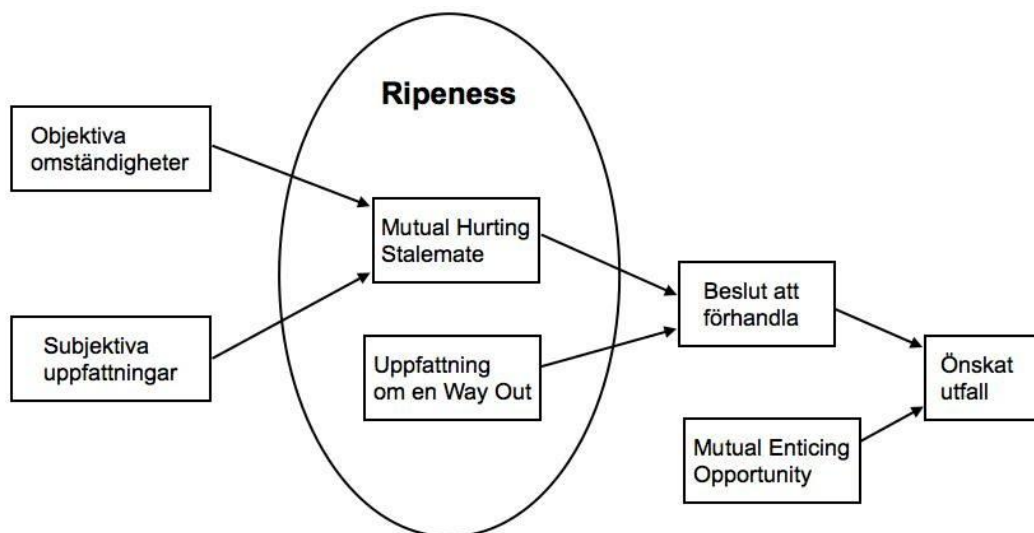 Ripeness
Objektiva
omständigheter
Mutual Hurting
Stalemate
Beslut att
förhandla
Subjektiva
uppfattningar
Uppfattning
om en Way Out
Önskat
utfall
Mutual Enticing
Opportunity